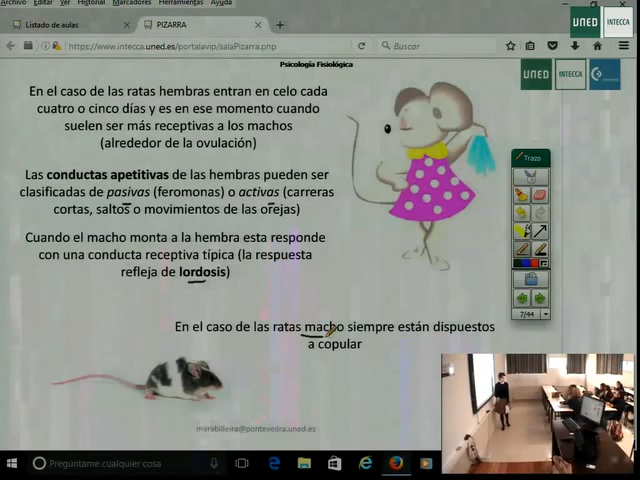 Archivo Editar Ver Historial Marcadores Herramientas Ayuda
Listado de aulas
PIZARRA
https://www.intecca.uned.es/portalavip/salaPizarra.php
Buscar
UNED
INTECCA
Psicología Fisiológica
UNED
INTECCA
En el caso de las ratas hembras entran en celo cada
cuatro o cinco días y es en ese momento cuando
suelen ser más receptivas a los machos
(alrededor de la ovulación)
Las conductas apetitivas de las hembras pueden ser
clasificadas de pasivas (feromonas) o activas (carreras
cortas, saltos o movimientos de las orejas)
Cuando el macho monta a la hembra esta responde
con una conducta receptiva típica (la respuesta
refleja de lordosis)
En el caso de las ratas macho siempre están dispuestos
a copular
Trazo
7/44
marabilleira@pontevedra.uned.es
Pregúntame cualquier cosa